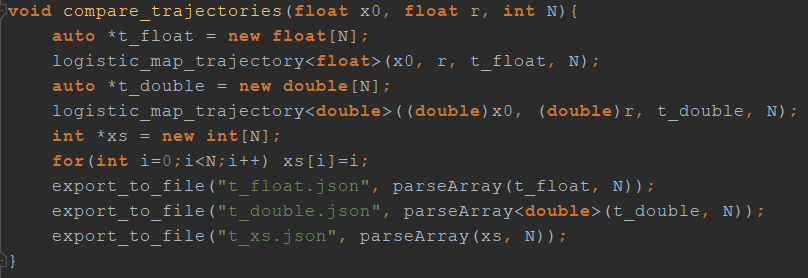 void compare_trajectories(float x0, float r, int N){
    auto *t_float = new float[N];
    logistic_map_trajectory<float>(x0, r, t_float, N);
    auto *t_double = new double[N];
    logistic_map_trajectory<double>((double)x0, (double)r, t_double, N);
    int *xs = new int[N];
    for(int i=0;i<N;i++) xs[i]=i;
    export_to_file("t_float.json", parseArray(t_float, N));
    export_to_file("t_double.json", parseArray<double>(t_double, N));
    export_to_file("t_xs.json", parseArray(xs, N));
}